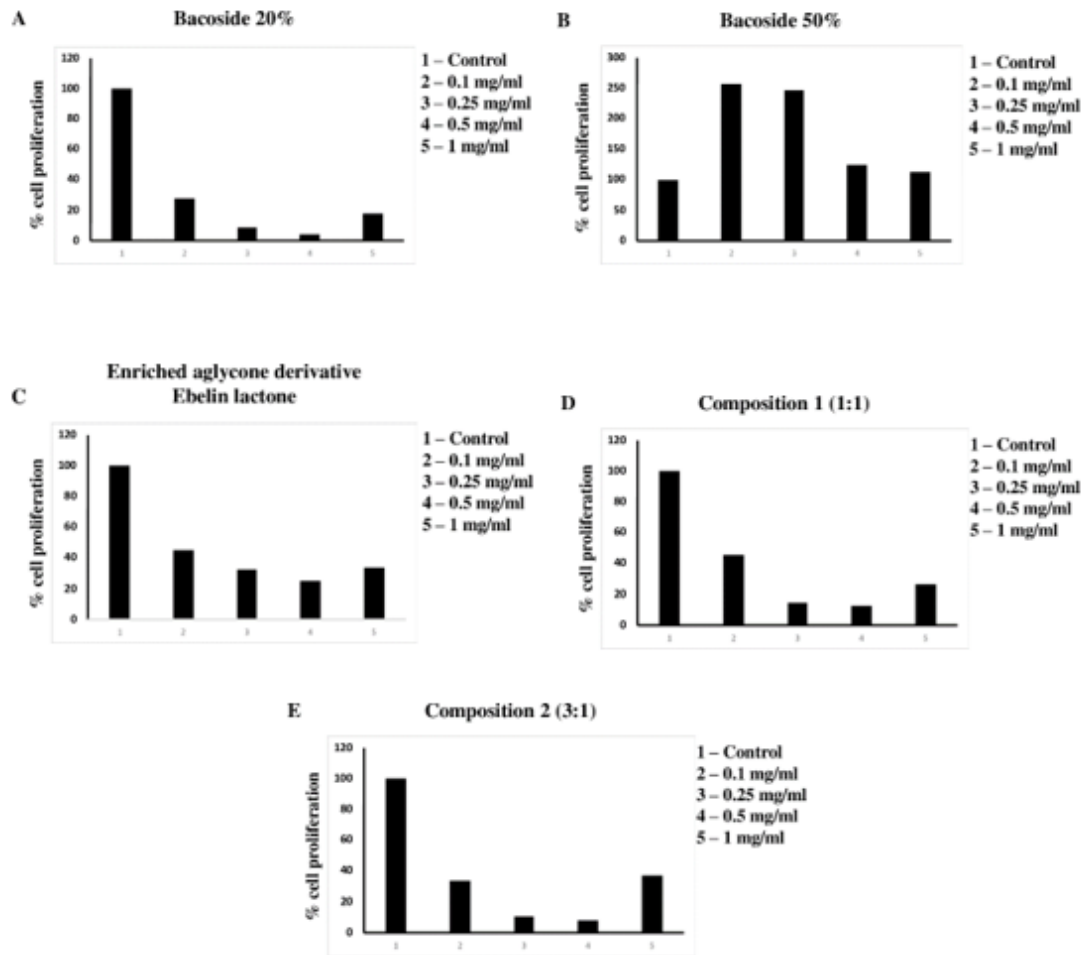 A
Bacoside 20%
% cell proliferation
120
100
80
60
40
20
0
1
2
3
4
5
1 – Control
2 – 0.1 mg/ml
3 – 0.25 mg/ml
4 – 0.5 mg/ml
5 – 1 mg/ml
B
Bacoside 50%
% cell proliferation
300
250
200
150
100
50
0
1
2
3
4
5
1 – Control
2 – 0.1 mg/ml
3 – 0.25 mg/ml
4 – 0.5 mg/ml
5 – 1 mg/ml
C
Enriched aglycone derivative
Ebelin lactone
% cell proliferation
120
100
80
60
40
20
0
1
2
3
4
5
1 – Control
2 – 0.1 mg/ml
3 – 0.25 mg/ml
4 – 0.5 mg/ml
5 – 1 mg/ml
D
Composition 1 (1:1)
% cell proliferation
120
100
80
60
40
20
0
1
2
3
4
5
1 – Control
2 – 0.1 mg/ml
3 – 0.25 mg/ml
4 – 0.5 mg/ml
5 – 1 mg/ml
E
Composition 2 (3:1)
% cell proliferation
120
100
80
60
40
20
0
1
2
3
4
5
1 – Control
2 – 0.1 mg/ml
3 – 0.25 mg/ml
4 – 0.5 mg/ml
5 – 1 mg/ml